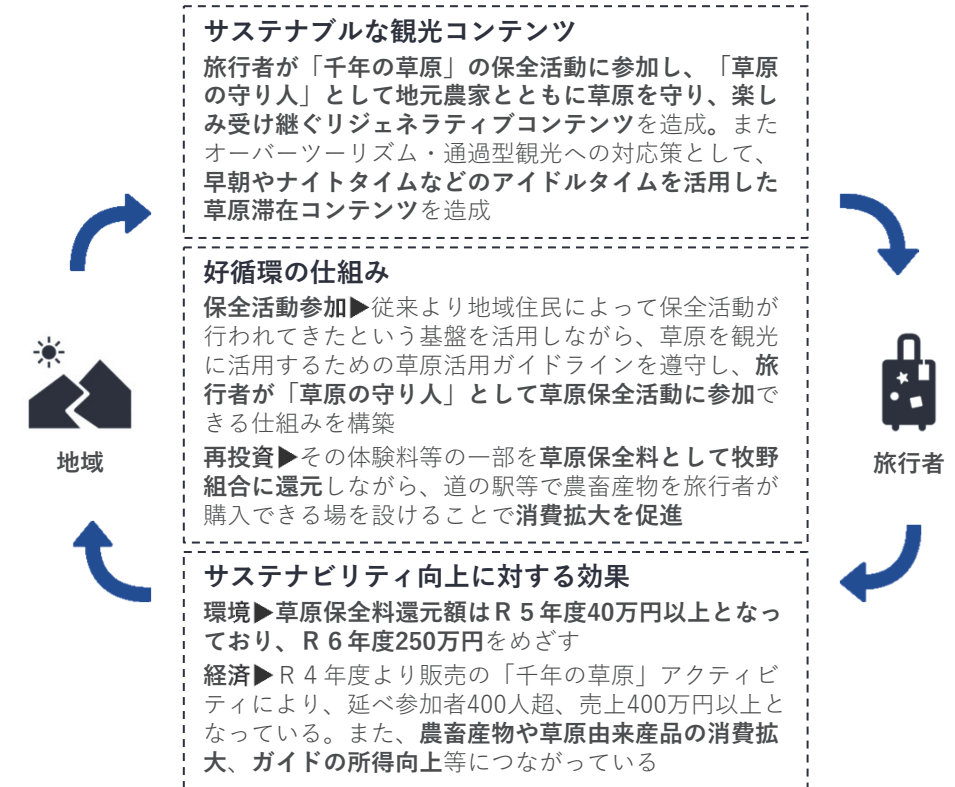 サステナブルな観光コンテンツ
旅行者が「千年の草原」の保全活動に参加し、「草原
の守り人」として地元農家とともに草原を守り、楽し
み受け継ぐリジェネラティブコンテンツを造成。また
オーバーツーリズム・通過型観光への対応策として、
早朝やナイトタイムなどのアイドルタイムを活用した
草原滞在コンテンツを造成
好循環の仕組み
保全活動参加▶従来より地域住民によって保全活動が
行われてきたという基盤を活用しながら、草原を観光
に活用するための草原活用ガイドラインを遵守し、旅
行者が「草原の守り人」として草原保全活動に参加で
きる仕組みを構築
再投資▶その体験料等の一部を草原保全料として牧野
組合に還元しながら、道の駅等で農畜産物を旅行者が
購入できる場を設けることで消費拡大を促進
地域
旅行者
サステナビリティ向上に対する効果
環境▶草原保全料還元額はR5年度40万円以上となっ
ており、R6年度250万円をめざす
経済▶R4年度より販売の「千年の草原」アクティビ
ティにより、延べ参加者400人超、売上400万円以上と
なっている。また、農畜産物や草原由来産品の消費拡
大、ガイドの所得向上等につながっている